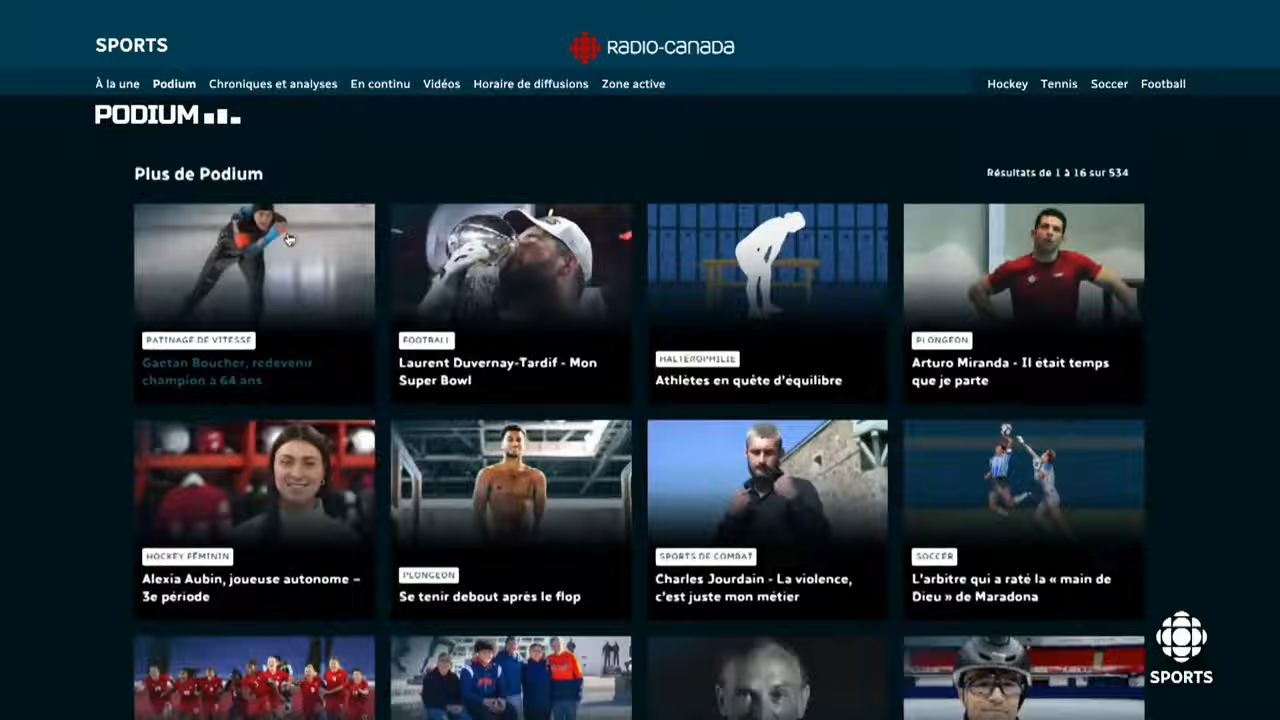 SPORTS
RADIO-CANADA
À la une Podium Chroniques et analyses En continu Vidéos Horaire de diffusions Zone active
Hockey Tennis Soccer Football
PODIUM
Plus de Podium
Résultats de 1 à 16 sur 534
PATINAGE DE VITESSE
Gaetan Boucher, redevenir
champion à 64 ans
FOOTBALL
Laurent Duvernay-Tardif - Mon
Super Bowl
HALTÉROPHILIE
Athlètes en quête d'équilibre
PLONGEON
Arturo Miranda - Il était temps
que je parte
HOCKEY FÉMININ
Alexia Aubin, joueuse autonome –
3e période
PLONGEON
Se tenir debout après le flop
SPORTS DE COMBAT
Charles Jourdain - La violence,
c'est juste mon métier
SOCCER
L'arbitre qui a raté la « main de
Dieu » de Maradona
SPORTS